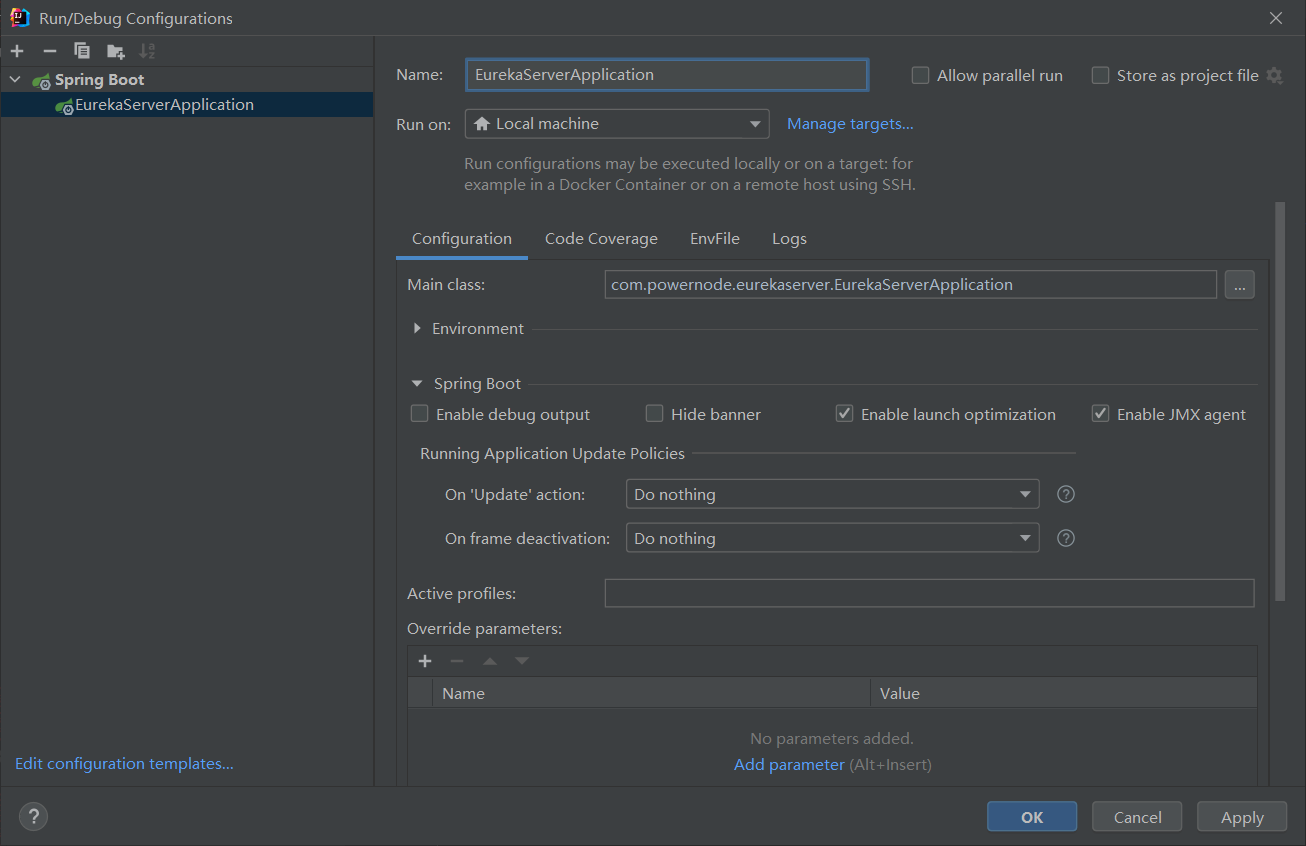 Run/Debug Configurations
Spring Boot
EurekaServerApplication
Edit configuration templates...
Name: EurekaServerApplication Allow parallel run Store as project file
Run on: Local machine Manage targets...
Run configurations may be executed locally or on a target: for
example in a Docker Container or on a remote host using SSH.
Configuration Code Coverage EnvFile Logs
Main class: com.powernode.eurekaserver.EurekaServerApplication ...
Environment
Spring Boot
Enable debug output Hide banner Enable launch optimization Enable JMX agent
Running Application Update Policies
On 'Update' action: Do nothing ?
On frame deactivation: Do nothing ?
Active profiles:
Override parameters:
Name Value
No parameters added.
Add parameter (Alt+Insert)
? OK Cancel Apply